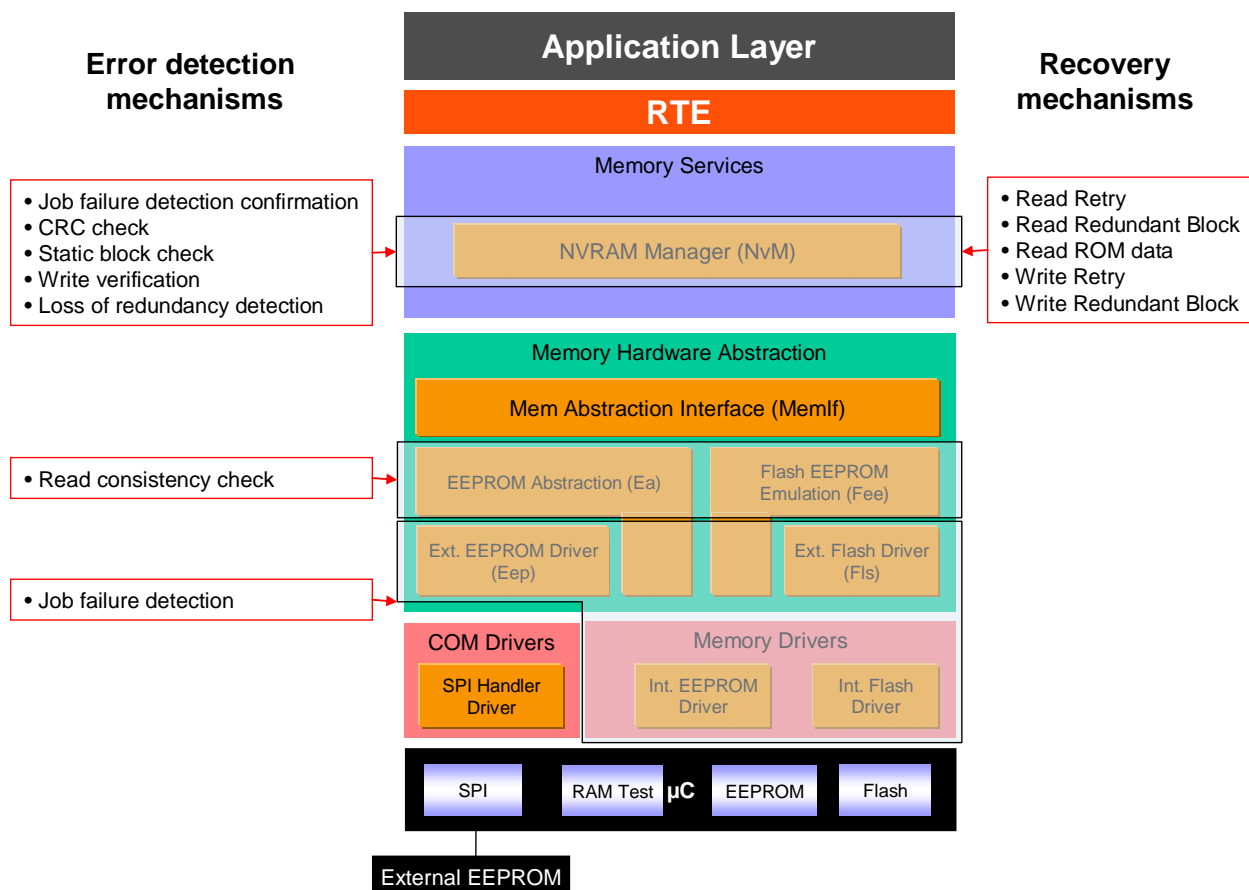 Application Layer
Error detection
mechanisms
Recovery
mechanisms
RTE
Memory Services
• Job failure detection confirmation
• CRC check
• Static block check
• Write verification
• Loss of redundancy detection
NVRAM Manager (NvM)
• Read Retry
• Read Redundant Block
• Read ROM data
• Write Retry
• Write Redundant Block
Memory Hardware Abstraction
Mem Abstraction Interface (MemIf)
• Read consistency check
EEPROM Abstraction (Ea)
Flash EEPROM
Emulation (Fee)
Ext. EEPROM Driver
(Eep)
Ext. Flash Driver
(Fls)
• Job failure detection
COM Drivers
Memory Drivers
SPI Handler
Driver
Int. EEPROM
Driver
Int. Flash
Driver
SPI
RAM Test
µC
EEPROM
Flash
External EEPROM